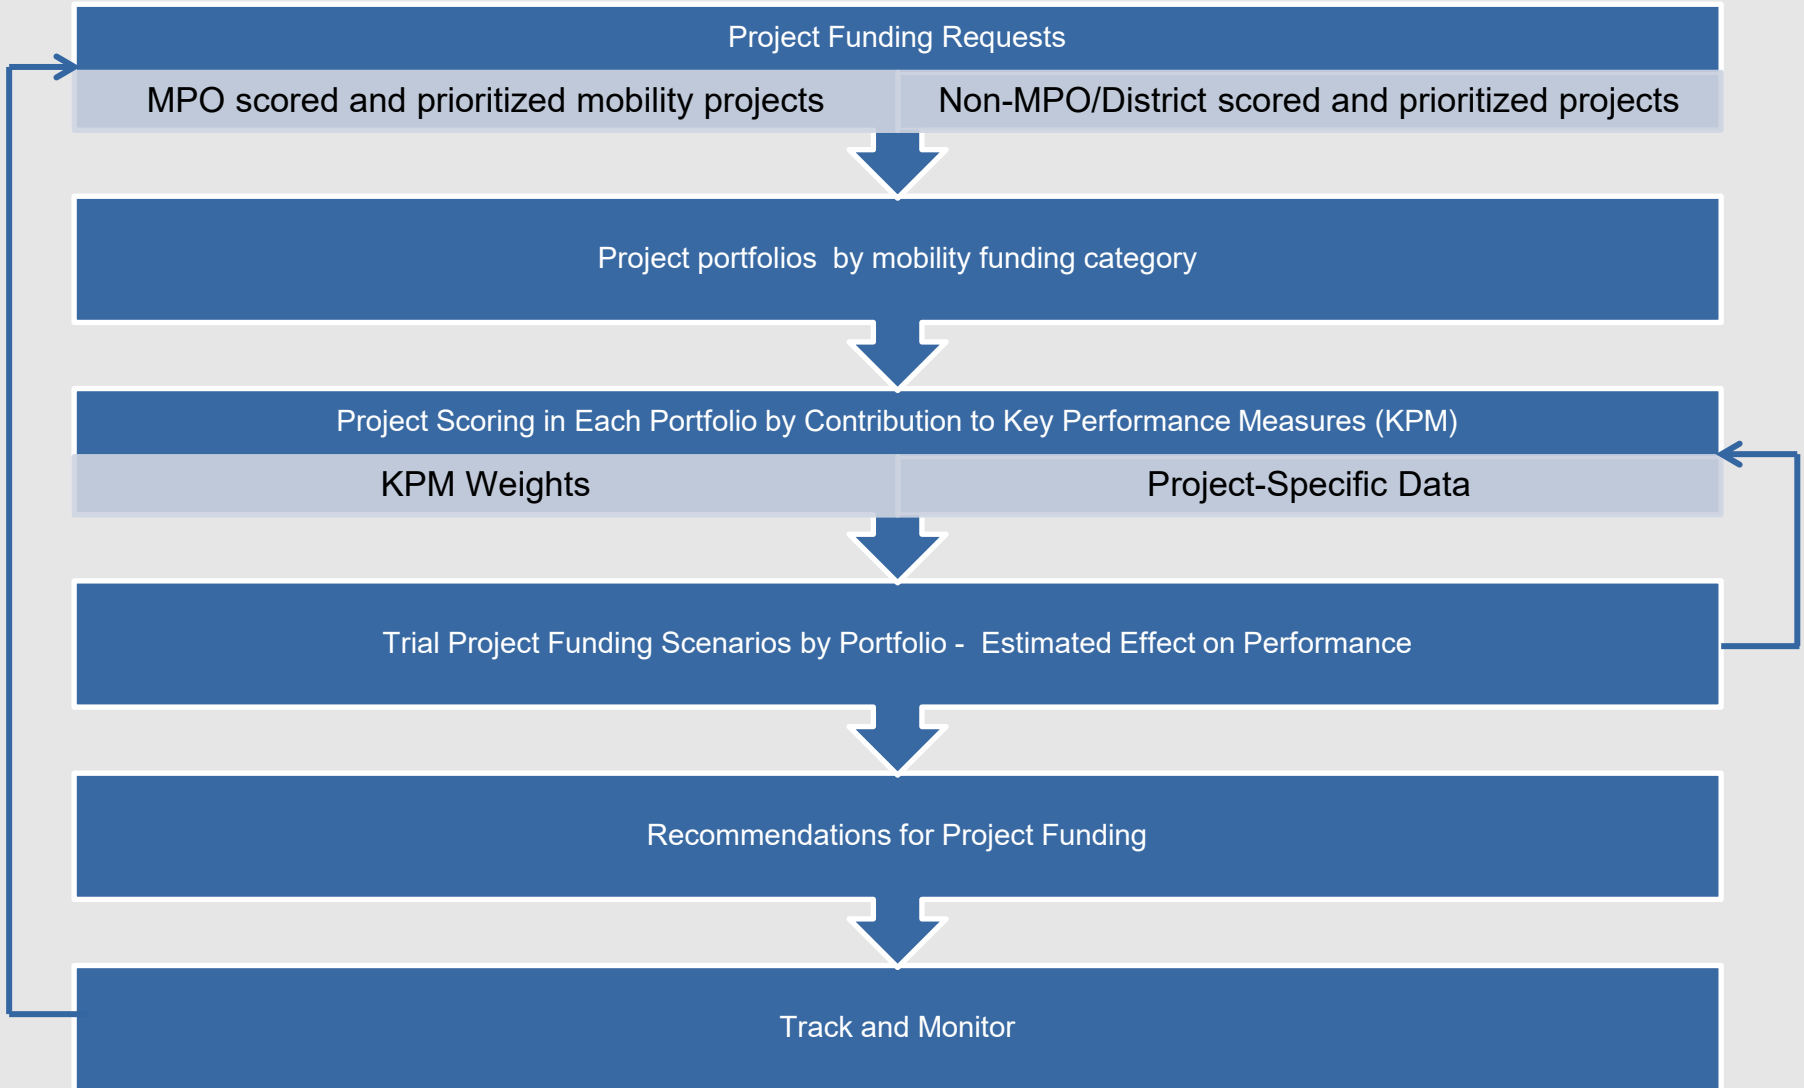 Project Funding Requests
MPO scored and prioritized mobility projects
Non-MPO/District scored and prioritized projects
Project portfolios  by mobility funding category
Project Scoring in Each Portfolio by Contribution to Key Performance Measures (KPM)
KPM Weights
Project-Specific Data
Trial Project Funding Scenarios by Portfolio -  Estimated Effect on Performance
Recommendations for Project Funding
Track and Monitor